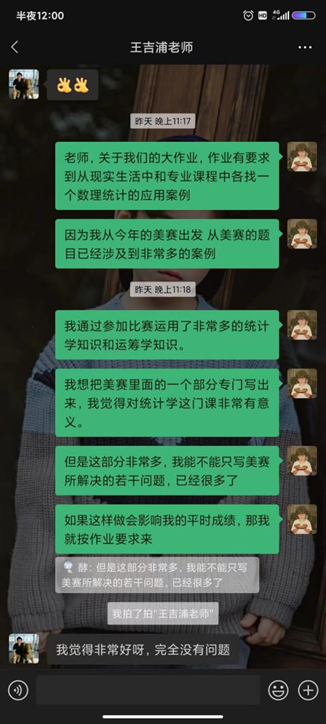 半夜12:00
HD 4G
王吉浦老师
昨天 晚上11:17
老师，关于我们的大作业，作业有要求
到从现实生活中和专业课程中各找一
个数理统计的应用案例
因为我从今年的美赛出发 从美赛的题
目已经涉及到非常多的案例
昨天 晚上11:18
我通过参加比赛运用了非常多的统计
学知识和运筹学知识。
我想把美赛里面的一个部分专门写出
来，我觉得对统计学这门课非常有意
义。
但是这部分非常多，我能不能只写美赛
所解决的若干问题，已经很多了
如果这样做会影响我的平时成绩，那我
就按作业要求来
醇：但是这部分非常多，我能不能只写
美赛所解决的若干问题，已经很多了
我拍了拍"王吉浦老师"
我觉得非常好呀，完全没有问题